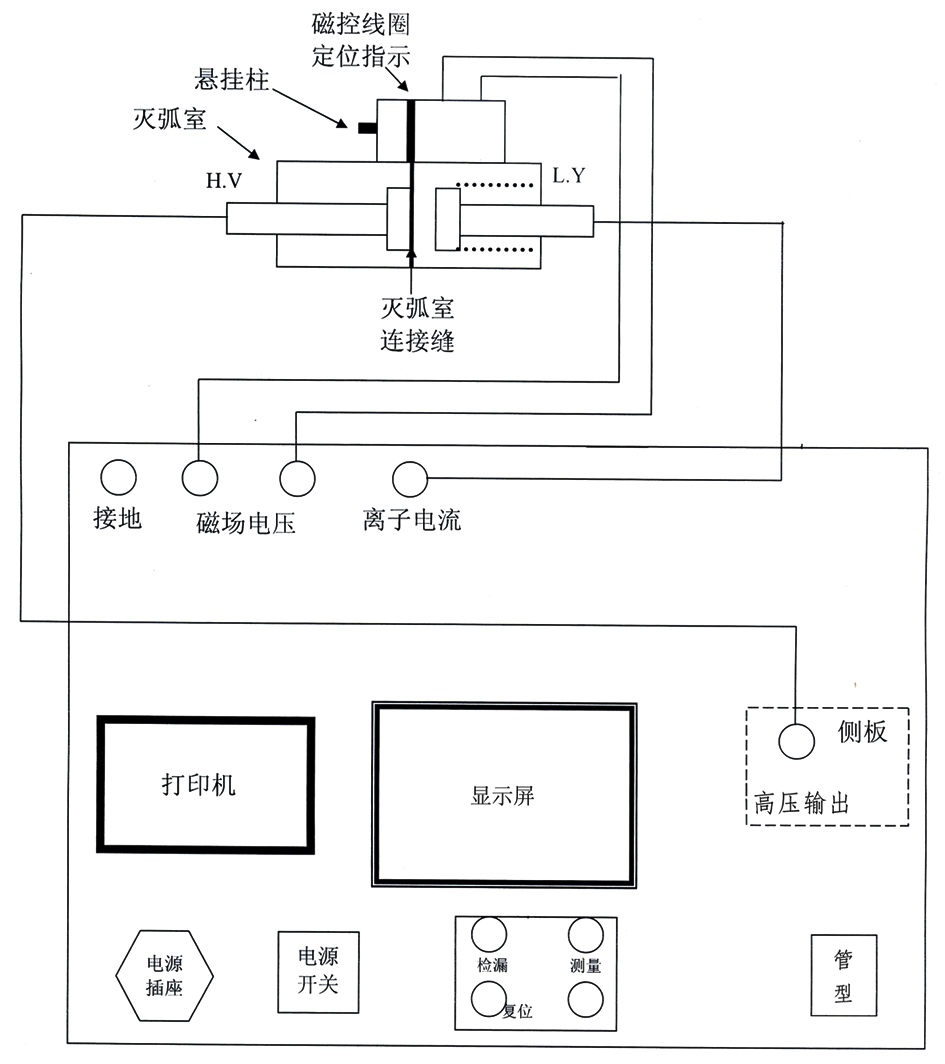 磁控线圈
定位指示
悬挂柱
灭弧室
H.V
L.Y
灭弧室
连接缝
接地
磁场电压
离子电流
侧板
高压输出
打印机
显示屏
电源
插座
电源
开关
检漏
测量
复位
管
型